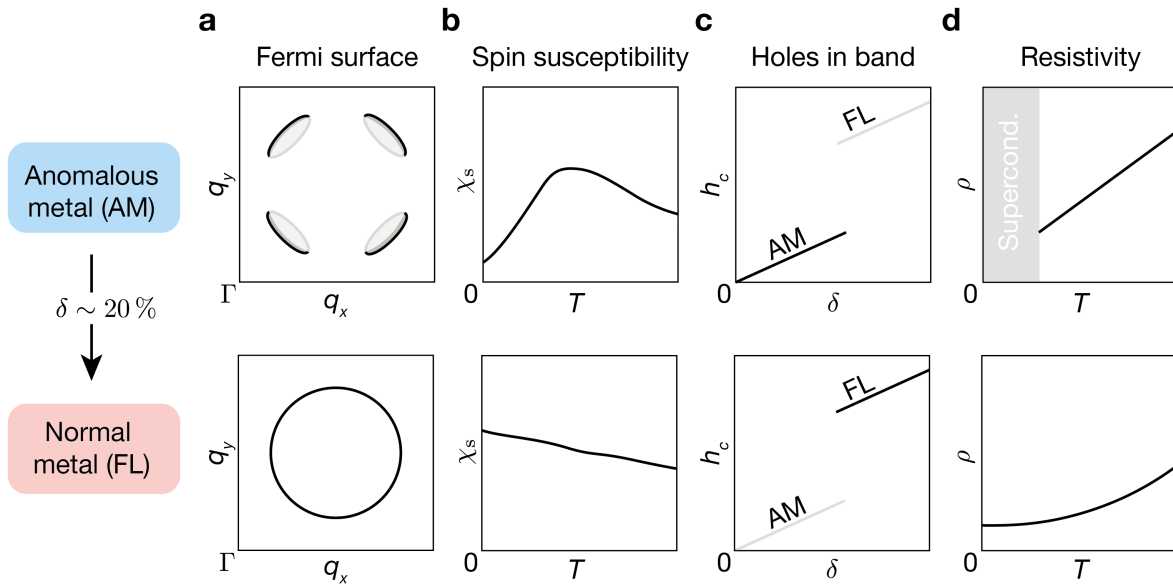 a
b
c
d
Fermi surface
Spin susceptibility
Holes in band
Resistivity
Anomalous
metal (AM)
δ ∼ 20 %
Normal
metal (FL)
q_y
Γ
q_x
χ_s
0
T
h_c
FL
AM
0
δ
ρ
Supercond.
0
T
q_y
Γ
q_x
χ_s
0
T
h_c
FL
AM
0
δ
ρ
0
T